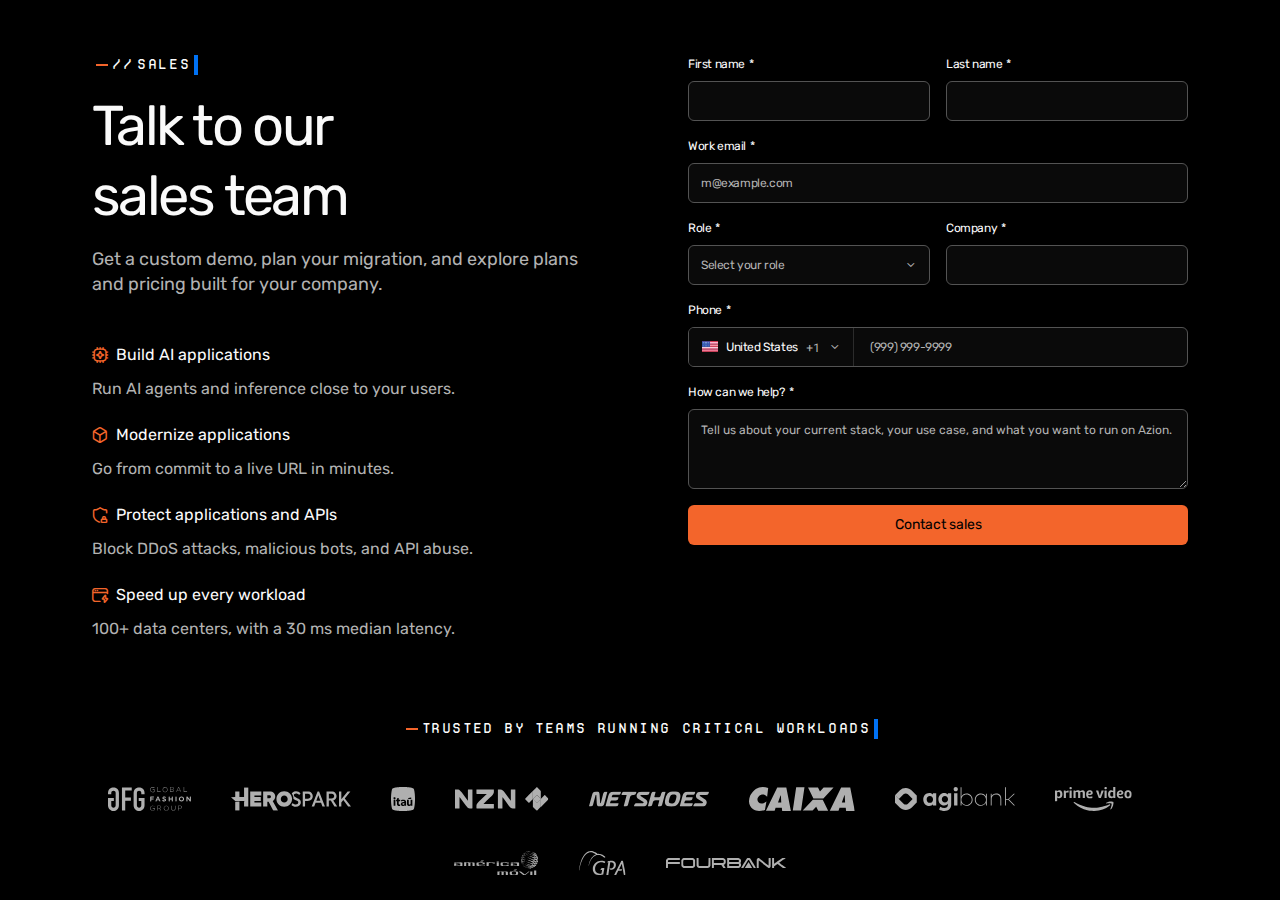 // SALES
Talk to our
sales team
Get a custom demo, plan your migration, and explore plans
and pricing built for your company.
Build AI applications
Run AI agents and inference close to your users.
Modernize applications
Go from commit to a live URL in minutes.
Protect applications and APIs
Block DDoS attacks, malicious bots, and API abuse.
Speed up every workload
100+ data centers, with a 30 ms median latency.
First name *
Last name *
Work email *
m@example.com
Role *
Company *
Select your role
Phone *
United States +1
(999) 999-9999
How can we help? *
Tell us about your current stack, your use case, and what you want to run on Azion.
Contact sales
TRUSTED BY TEAMS RUNNING CRITICAL WORKLOADS
GFG GLOBAL FASHION GROUP
HEROSPARK
itaú
NZN
NETSHOES
CAIXA
agibank
prime video
américa móvil
GPA
FOURBANK